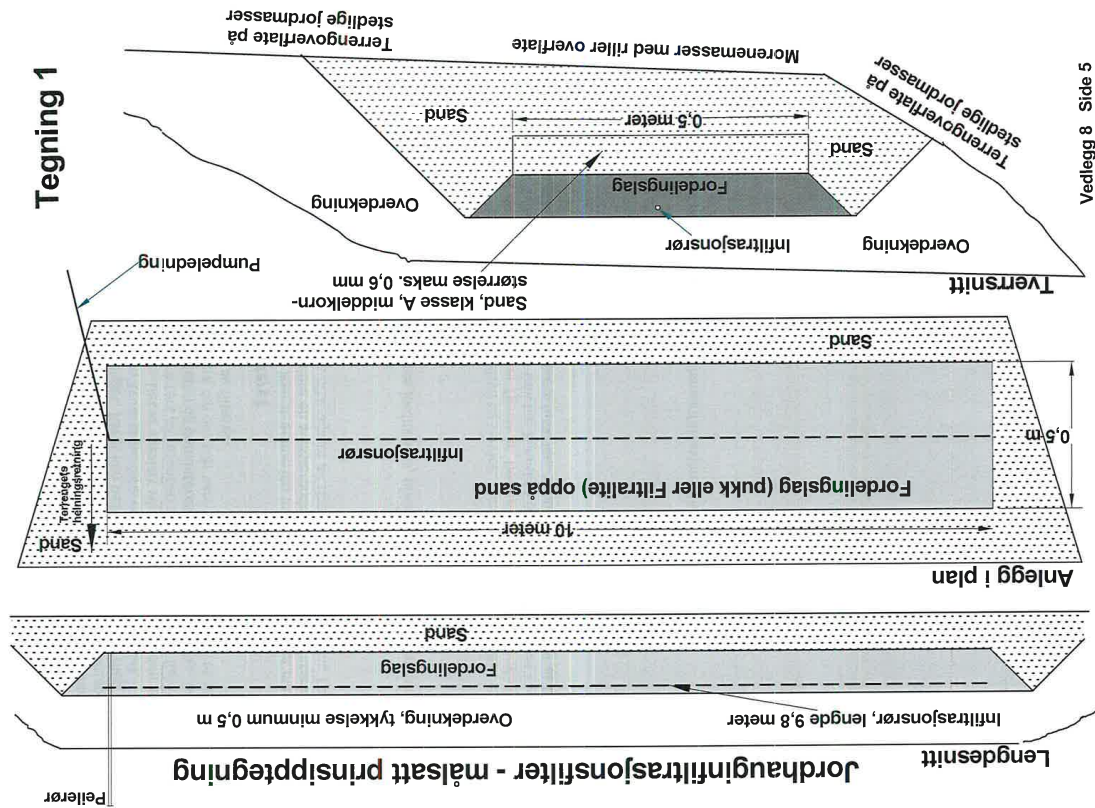 Tegning 1
Vedlegg 8 Side 5
Jordhauginfiltrasjonsfilter - målsatt prinsipptegning
Peilerør
Lengdesnitt
Infiltrasjonsrør, lengde 9,8 meter
Overdekning, tykkelse minmum 0,5 m
Fordelingslag
Sand
Anlegg i plan
10 meter
Sand
Terrengets
helningsretning
Fordelingslag (pukk eller Filtralite) oppå sand
0,5 m
Infiltrasjonsrør
Sand
Pumpeledning
Tverrsnitt
Sand, klasse A, middelkorn-
størrelse maks. 0,6 mm
Overdekning
Infiltrasjonsrør
Overdekning
Fordelingslag
Sand
0,5 meter
Sand
Terrengoverflate på
stedlige jordmasser
Morenemasser med riller i overflate
Terrengoverflate på
stedlige jordmasser